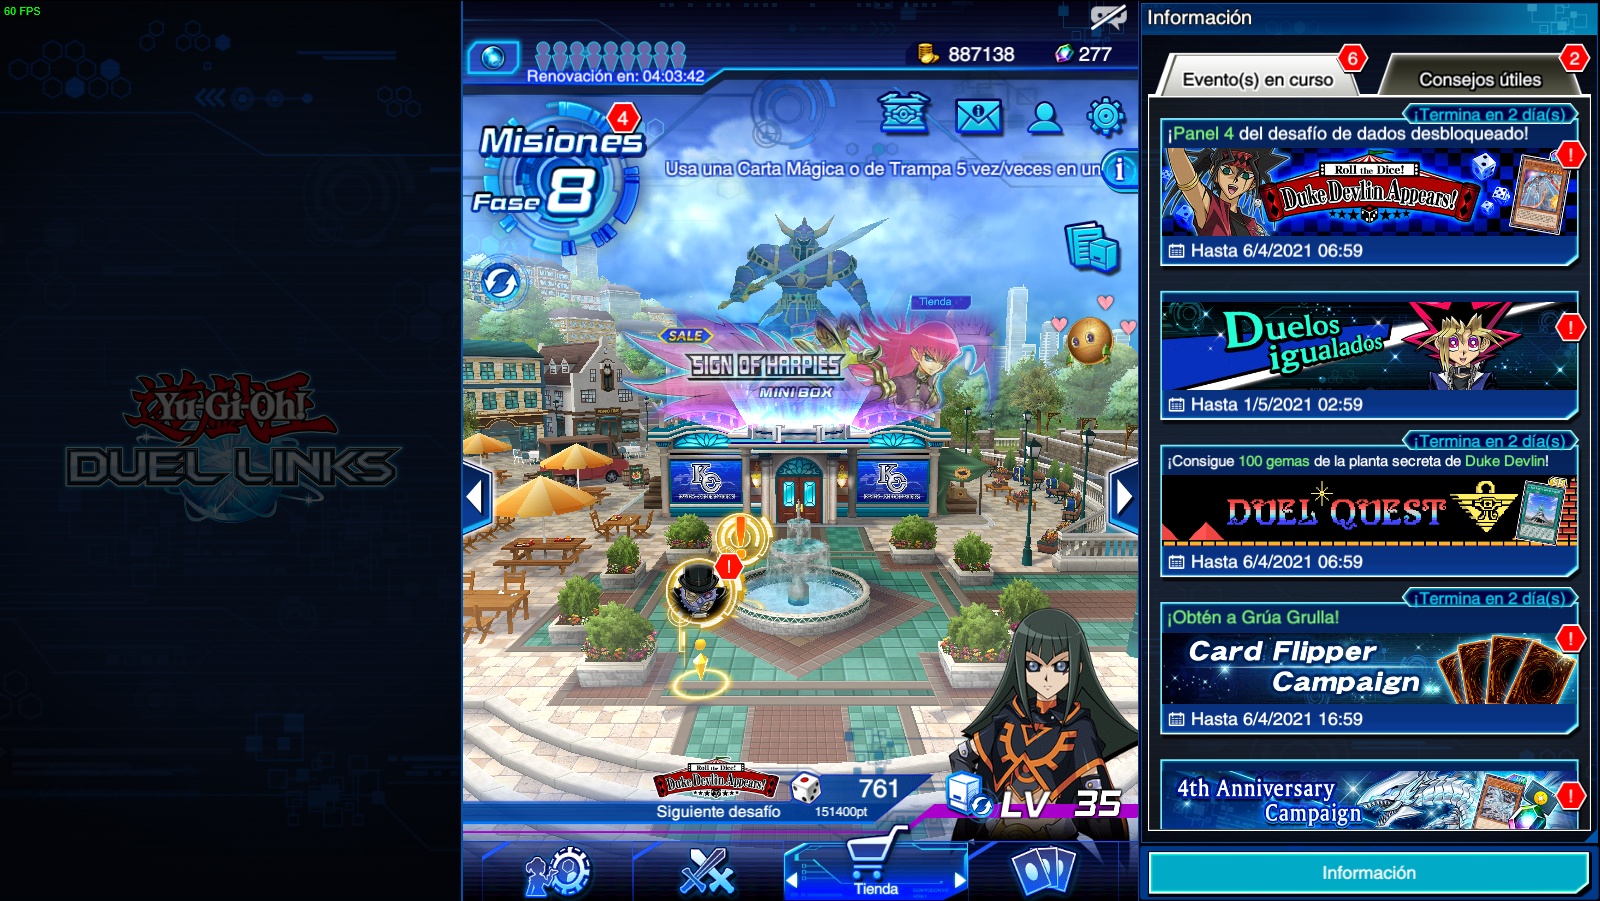 60 FPS
Yu-Gi-Oh!
DUEL LINKS
Renovación en: 04:03:42
887138
277
4
Misiones
Fase 8
Usa una Carta Mágica o de Trampa 5 vez/veces en un
i
Tienda
SALE
SIGN OF HARPIES
MINI BOX
KC
KC
!
Roll the Dice!
Duke Devlin Appears!
761
Siguiente desafío
151400pt
LV 35
Tienda
Información
Evento(s) en curso
6
Consejos útiles
2
¡Termina en 2 día(s)
¡Panel 4 del desafío de dados desbloqueado!
!
Roll the Dice!
Duke Devlin Appears!
Hasta 6/4/2021 06:59
Duelos
igualados
!
Hasta 1/5/2021 02:59
¡Termina en 2 día(s)
¡Consigue 100 gemas de la planta secreta de Duke Devlin!
DUEL QUEST
Hasta 6/4/2021 06:59
¡Termina en 2 día(s)
¡Obtén a Grúa Grulla!
!
Card Flipper
Campaign
Hasta 6/4/2021 16:59
4th Anniversary
Campaign
!
Información